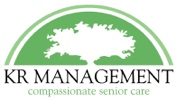 KR MANAGEMENT
compassionate senior care